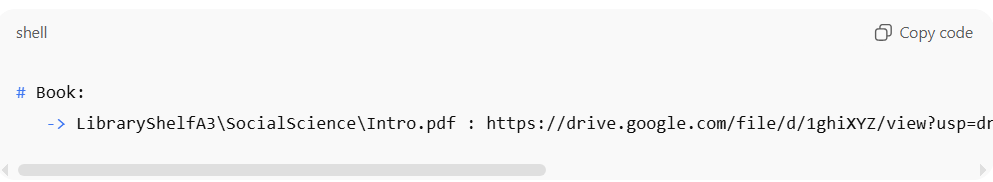 shell
Copy code
# Book:
-> LibraryShelfA3\SocialScience\Intro.pdf : https://drive.google.com/file/d/1ghiXYZ/view?usp=dr